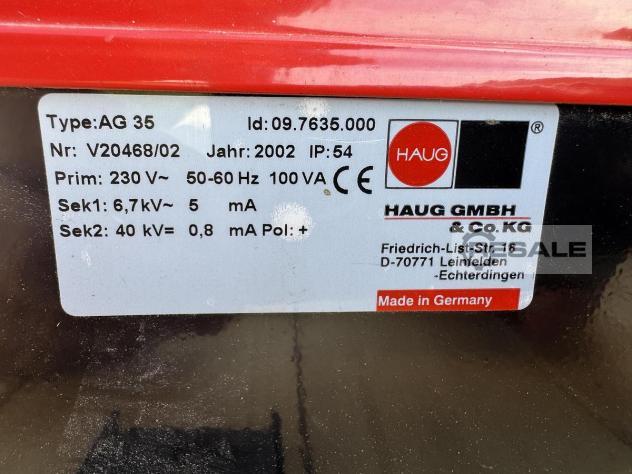 Type:AG 35 Id:09.7635.000
Nr: V20468/02 Jahr:2002 IP:54
Prim: 230 V~ 50-60 Hz 100 VA CE
Sek1: 6,7kV~ 5 mA
Sek2: 40 kV= 0,8 mA Pol: +
HAUG ®
HAUG GMBH
& CO. KG
Friedrich-List-Str. 16
D-70771 Leinfelden
-Echterdingen
Made in Germany
RESALE